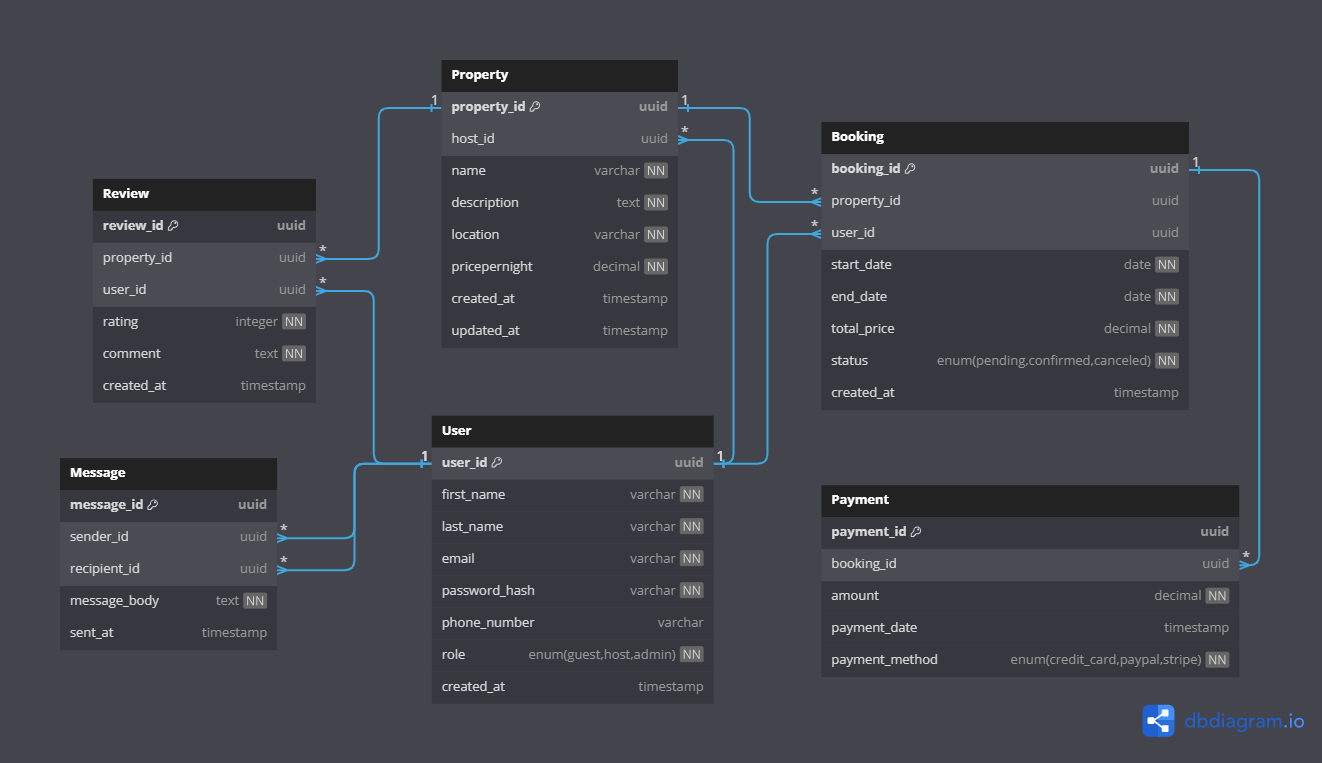 Property
1 property_id uuid 1
host_id uuid *
name varchar NN
description text NN
location varchar NN
pricepernight decimal NN
created_at timestamp
updated_at timestamp
Booking
booking_id uuid 1
* property_id uuid
* user_id uuid
start_date date NN
end_date date NN
total_price decimal NN
status enum(pending,confirmed,canceled) NN
created_at timestamp
Review
review_id uuid
property_id uuid *
user_id uuid *
rating integer NN
comment text NN
created_at timestamp
User
1 user_id uuid 1
first_name varchar NN
last_name varchar NN
email varchar NN
password_hash varchar NN
phone_number varchar
role enum(guest,host,admin) NN
created_at timestamp
Message
message_id uuid
sender_id uuid *
recipient_id uuid *
message_body text NN
sent_at timestamp
Payment
payment_id uuid
booking_id uuid *
amount decimal NN
payment_date timestamp
payment_method enum(credit_card,paypal,stripe) NN
dbdiagram.io